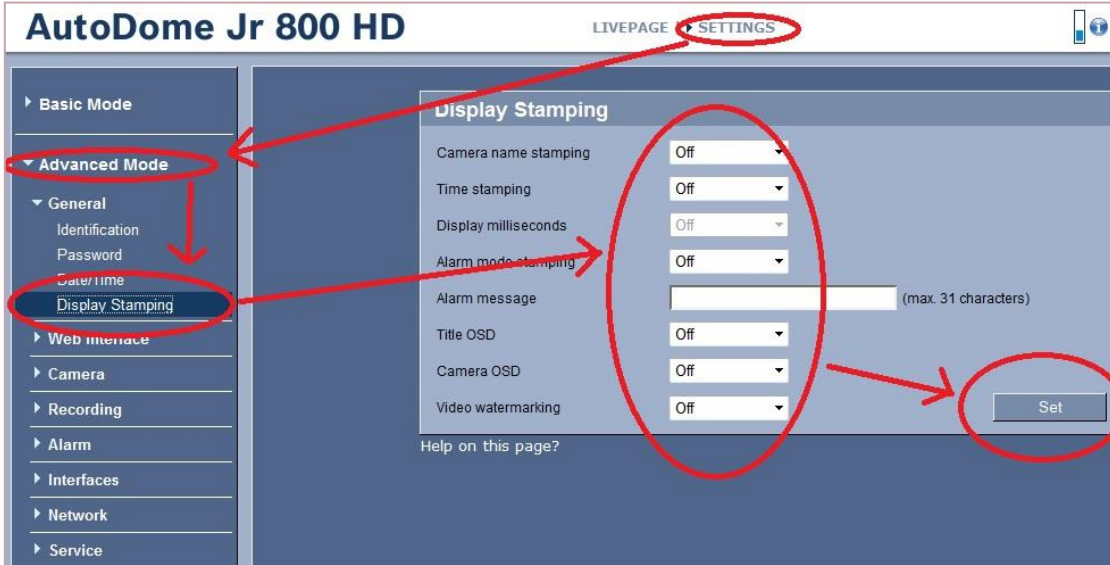 AutoDome Jr 800 HD
LIVEPAGE SETTINGS
Basic Mode
Advanced Mode
General
Identification
Password
Date/Time
Display Stamping
Web Interface
Camera
Recording
Alarm
Interfaces
Network
Service
Display Stamping
Camera name stamping Off
Time stamping Off
Display milliseconds Off
Alarm mode stamping Off
Alarm message (max. 31 characters)
Title OSD Off
Camera OSD Off
Video watermarking Off
Set
Help on this page?